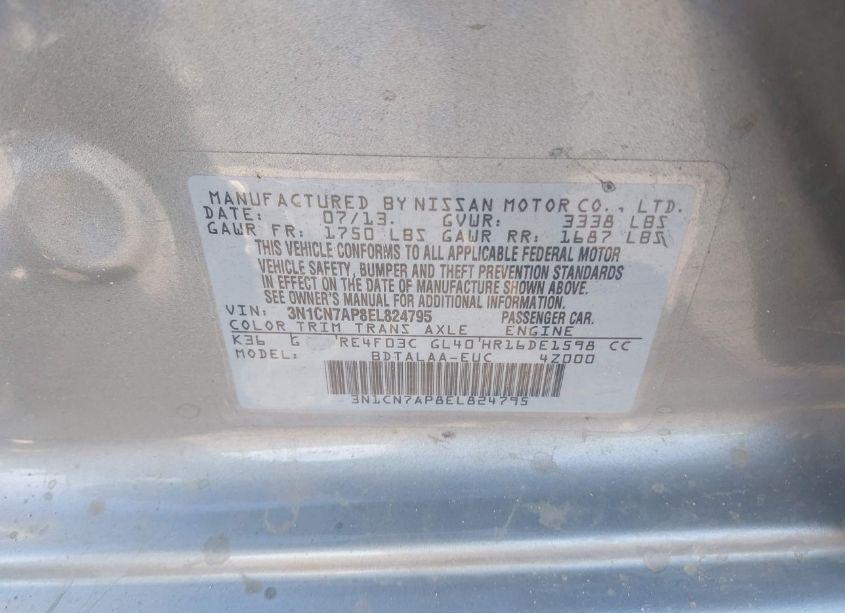 MANUFACTURED BY NISSAN MOTOR CO., LTD.
DATE: 07/13. GVWR: 3338 LBS
GAWR FR: 1750 LBS GAWR RR: 1687 LBS
THIS VEHICLE CONFORMS TO ALL APPLICABLE FEDERAL MOTOR
VEHICLE SAFETY, BUMPER AND THEFT PREVENTION STANDARDS
IN EFFECT ON THE DATE OF MANUFACTURE SHOWN ABOVE.
SEE OWNER'S MANUAL FOR ADDITIONAL INFORMATION.
VIN: 3N1CN7AP8EL824795 PASSENGER CAR.
COLOR TRIM TRANS AXLE ENGINE
K36 G RE4F03C GL40 HR16DE1598 CC
MODEL: BDTALAA-EUC 4Z000
3N1CN7AP8EL824795